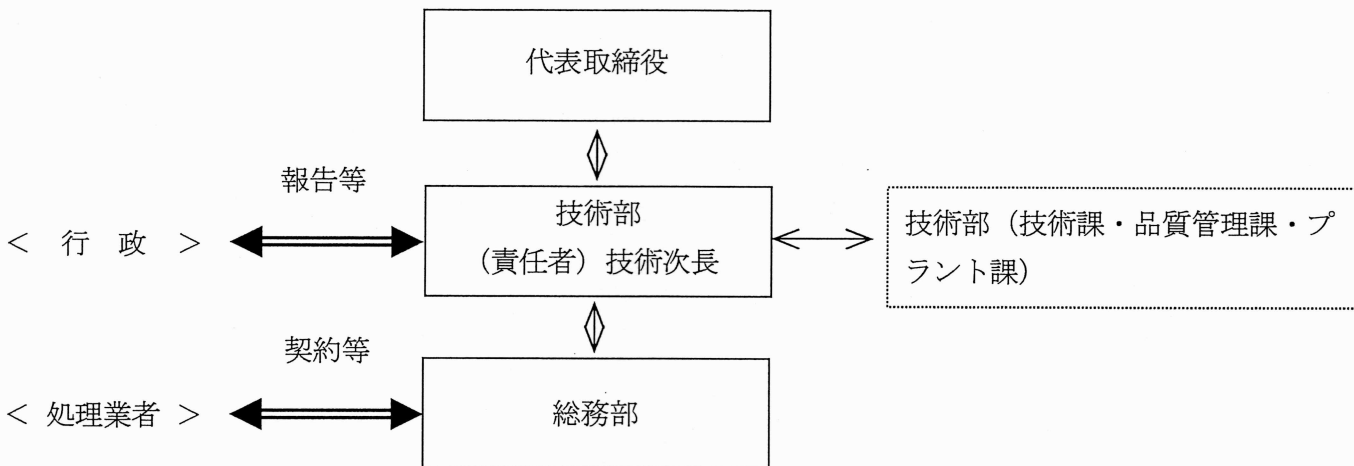 代表取締役
報告等
＜ 行 政 ＞
技術部
（責任者）技術次長
技術部（技術課・品質管理課・プ
ラント課）
契約等
＜ 処理業者 ＞
総務部